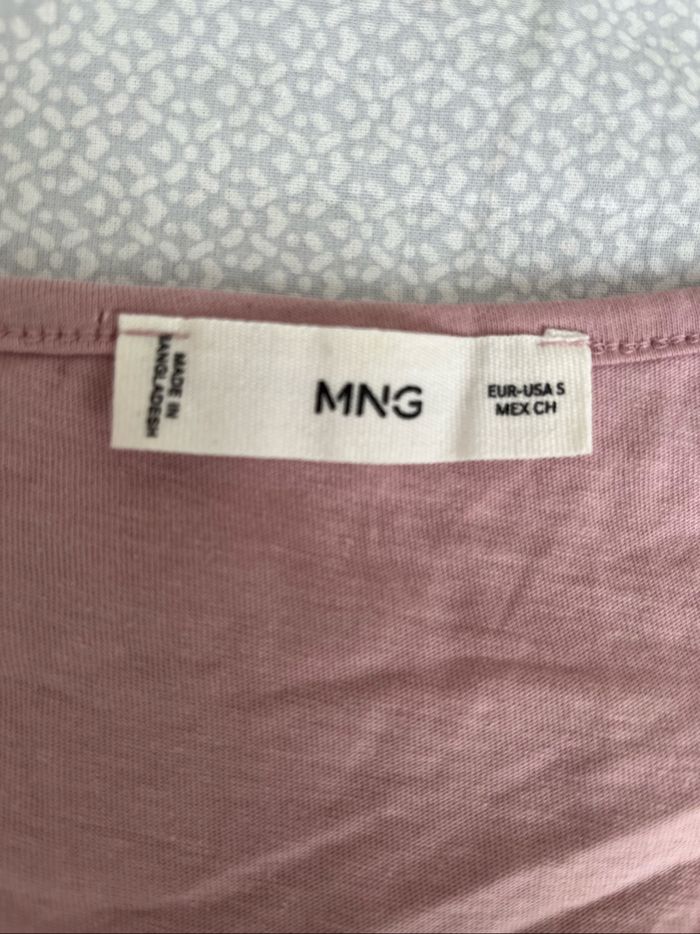 MADE IN
BANGLADESH
MNG
EUR-USA S
MEX CH